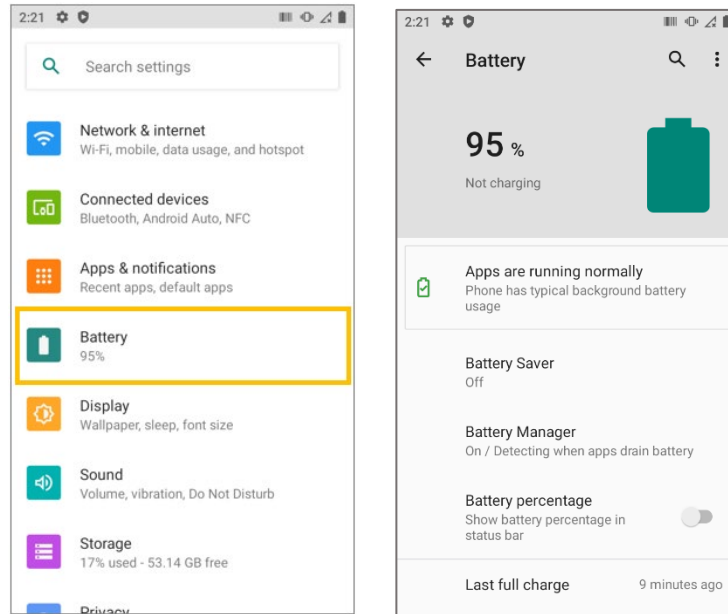 2:21
Search settings
Network & internet
Wi-Fi, mobile, data usage, and hotspot
Connected devices
Bluetooth, Android Auto, NFC
Apps & notifications
Recent apps, default apps
Battery
95%
Display
Wallpaper, sleep, font size
Sound
Volume, vibration, Do Not Disturb
Storage
17% used - 53.14 GB free
Privacy
2:21
Battery
95 %
Not charging
Apps are running normally
Phone has typical background battery
usage
Battery Saver
Off
Battery Manager
On / Detecting when apps drain battery
Battery percentage
Show battery percentage in
status bar
Last full charge
9 minutes ago